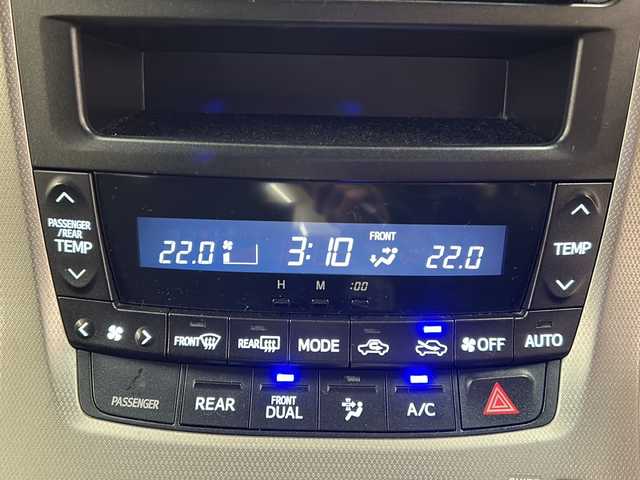 PASSENGER
/REAR
TEMP
22.0
3:10
FRONT
22.0
TEMP
H M :00
FRONT
REAR
MODE
OFF
AUTO
PASSENGER
REAR
FRONT
DUAL
A/C